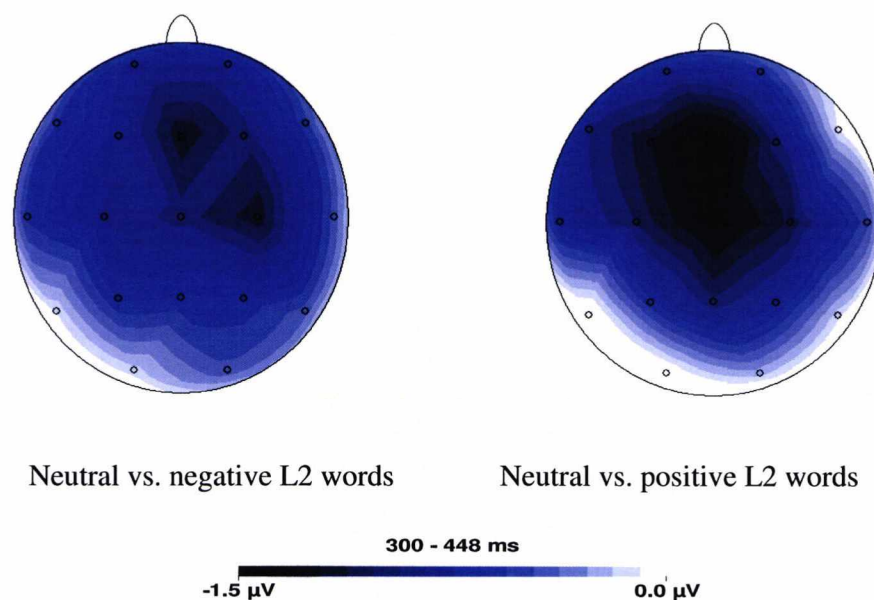 Neutral vs. negative L2 words
Neutral vs. positive L2 words
300 - 448 ms
-1.5 µV
0.0 µV